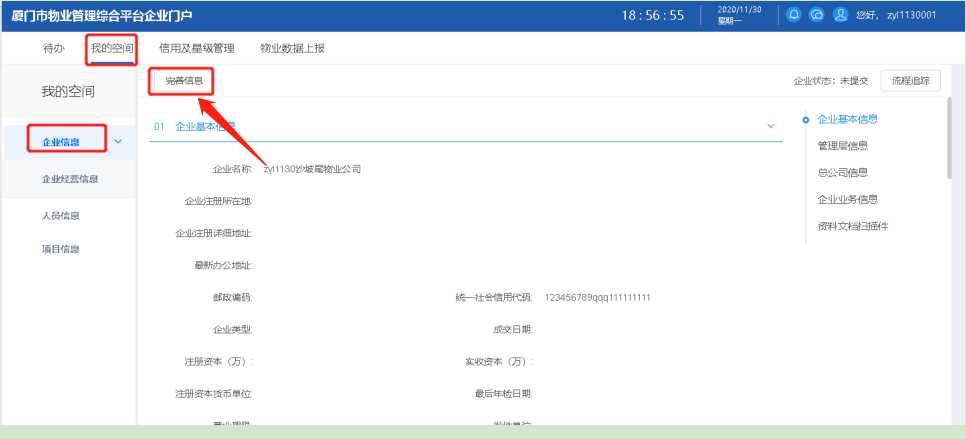 厦门市物业管理综合平台企业门户 18 : 56 : 55 2020/11/30 星期一 您好，zyl1130001
待办 我的空间 信用及星级管理 物业数据上报
我的空间 完善信息 企业状态：未提交 流程追踪
01 企业基本信息 企业基本信息
企业信息 管理层信息
企业名称: zyl1130沙坡尾物业公司 总公司信息
企业经营信息
企业注册所在地: 企业业务信息
人员信息
企业注册详细地址: 资料文档扫描件
项目信息
最新办公地址:
邮政编码: 统一社会信用代码: 123456789qqq111111111
企业类型: 成交日期:
注册资本（万）: 实收资本（万）:
注册资本货币单位: 最后年检日期: